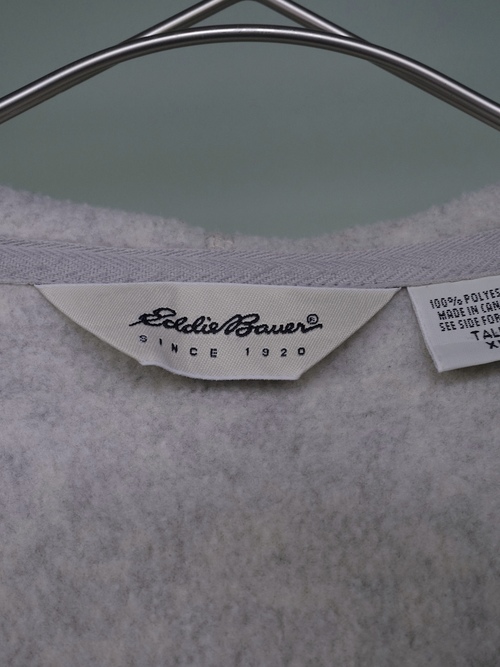 Eddie Bauer®
SINCE 1920
100% POLYES
MADE IN CAN
SEE SIDE FOR
TAL
X